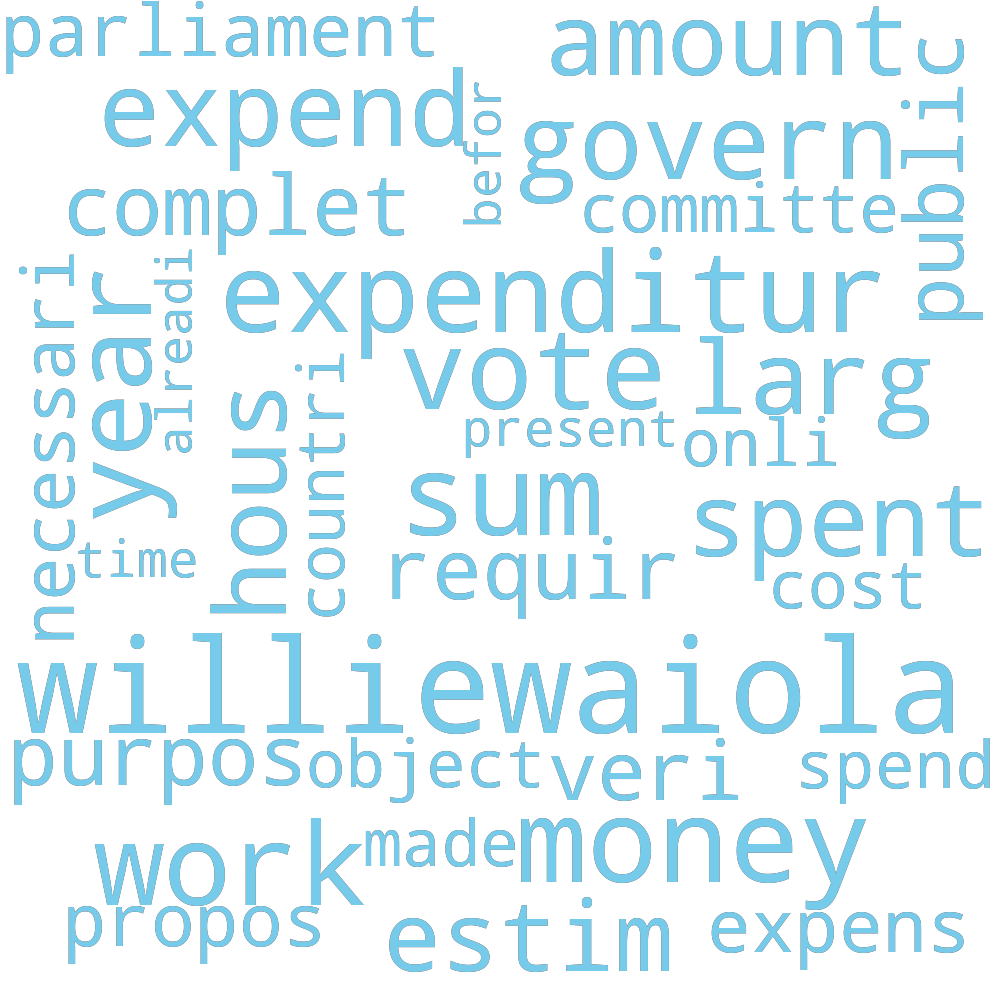 parliament
amount
public
expend
befor
govern
complet
committe
necessari
year
alreadi
expenditur
vote
larg
hous
countri
present
onli
sum
spent
time
requir
cost
williewaiola
purpos
object
veri
spend
work
made
money
propos
estim
expens